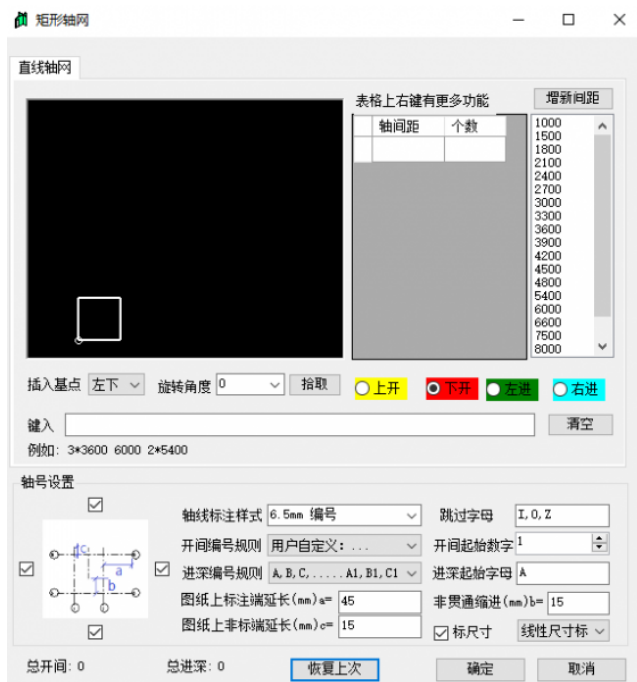 矩形轴网
直线轴网
表格上右键有更多功能
增新间距
轴间距 个数
1000
1500
1800
2100
2400
2700
3000
3300
3600
3900
4200
4500
4800
5400
6000
6600
7500
8000
插入基点 左下 旋转角度 0 拾取 上开 下开 左进 右进
键入 清空
例如: 3*3600 6000 2*5400
轴号设置
轴线标注样式 6.5mm 编号 跳过字母 I,O,Z
开间编号规则 用户自定义: ... 开间起始数字 1
进深编号规则 A,B,C,.....A1,B1,C1 进深起始字母 A
图纸上标注端延长(mm)a= 45 非贯通缩进(mm)b= 15
图纸上非标端延长(mm)c= 15 标尺寸 线性尺寸标
c
a
b
总开间: 0 总进深: 0 恢复上次 确定 取消